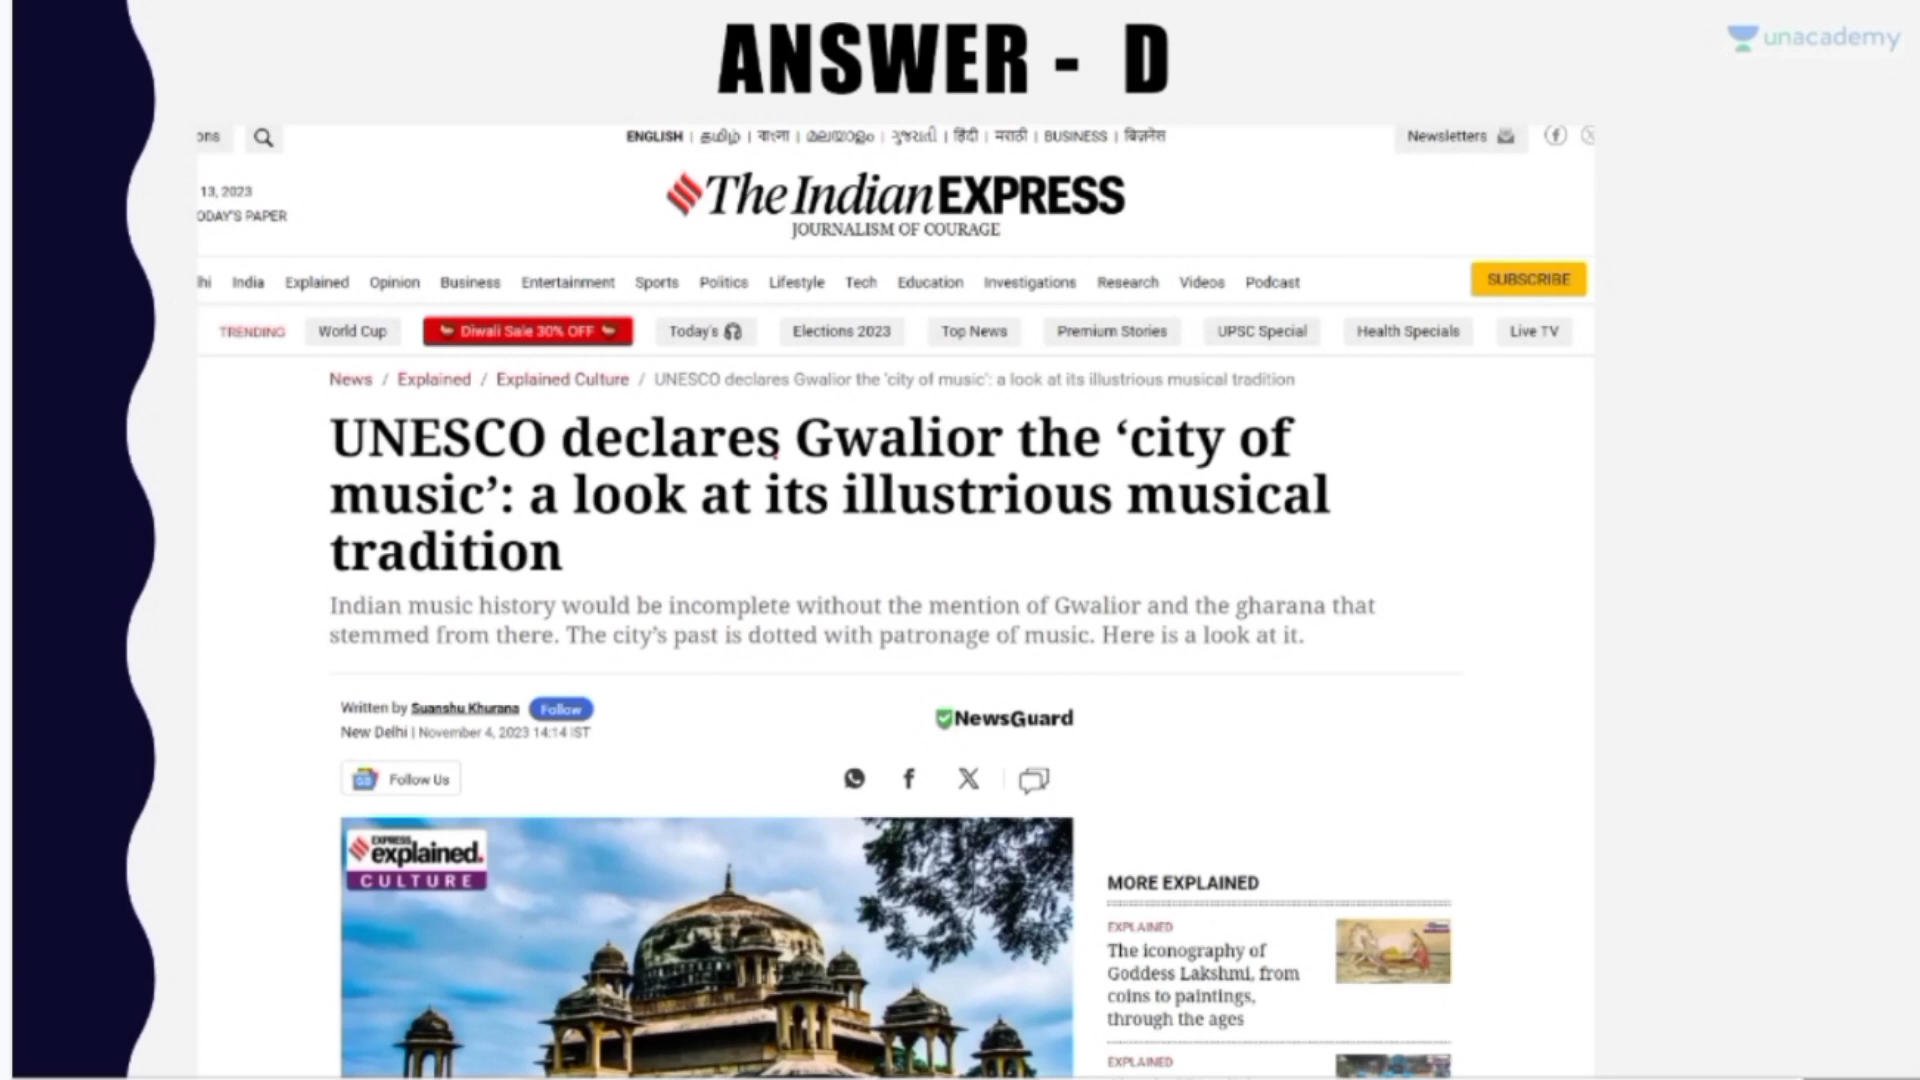 ANSWER - D
unacademy
ons
ENGLISH | தமிழ் | বাংলা | മലയാളം | ગુજરાતી | हिंदी | मराठी | BUSINESS | बिज़नेस
Newsletters
13, 2023
ODAY'S PAPER
The Indian EXPRESS
JOURNALISM OF COURAGE
hi India Explained Opinion Business Entertainment Sports Politics Lifestyle Tech Education Investigations Research Videos Podcast
SUBSCRIBE
TRENDING World Cup Diwali Sale 30% OFF Today's Elections 2023 Top News Premium Stories UPSC Special Health Specials Live TV
News / Explained / Explained Culture / UNESCO declares Gwalior the 'city of music': a look at its illustrious musical tradition
UNESCO declares Gwalior the ‘city of
music’: a look at its illustrious musical
tradition
Indian music history would be incomplete without the mention of Gwalior and the gharana that
stemmed from there. The city’s past is dotted with patronage of music. Here is a look at it.
Written by Suanshu Khurana Follow
New Delhi | November 4, 2023 14:14 IST
NewsGuard
Follow Us
EXPRESS
explained.
CULTURE
MORE EXPLAINED
EXPLAINED
The iconography of
Goddess Lakshmi, from
coins to paintings,
through the ages
EXPLAINED